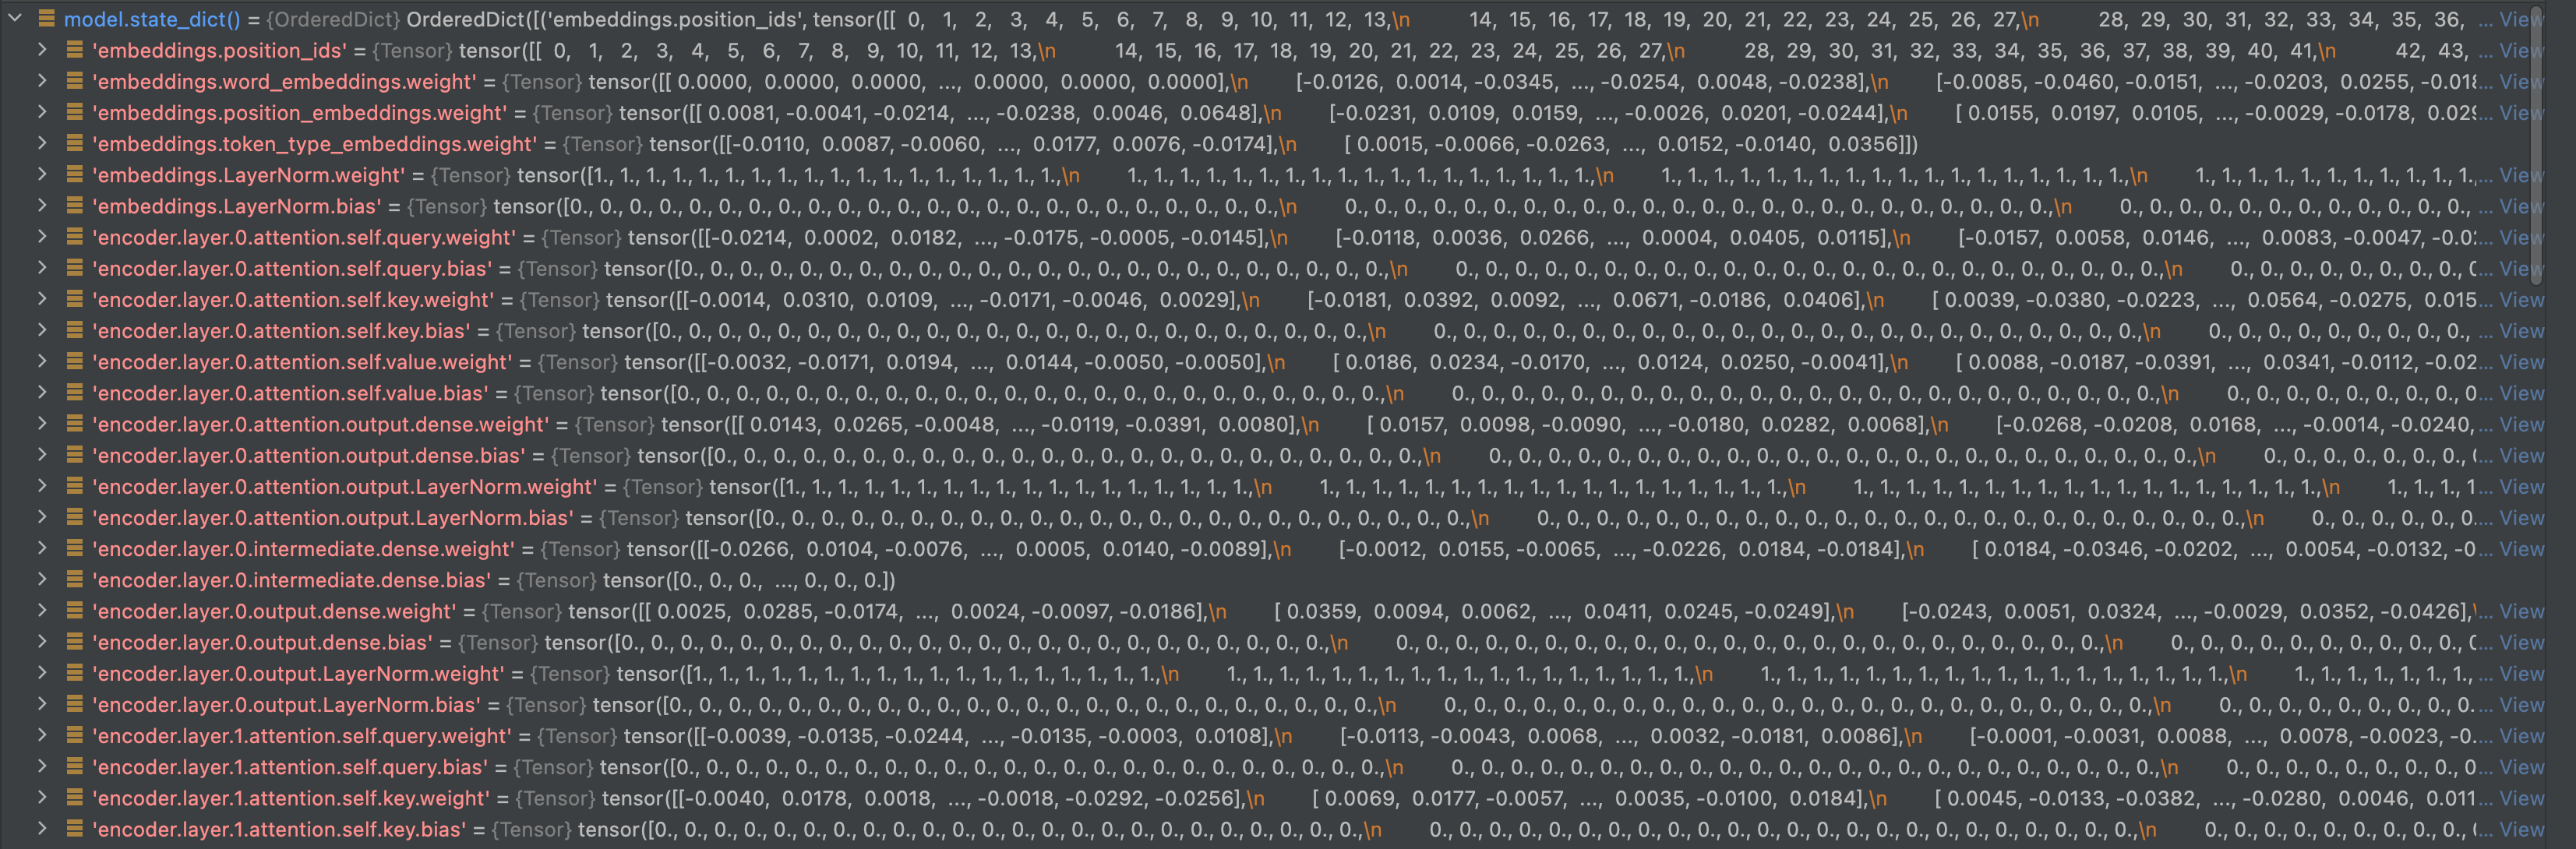 model.state_dict() = {OrderedDict} OrderedDict([('embeddings.position_ids', tensor([[ 0, 1, 2, 3, 4, 5, 6, 7, 8, 9, 10, 11, 12, 13,\n 14, 15, 16, 17, 18, 19, 20, 21, 22, 23, 24, 25, 26, 27,\n 28, 29, 30, 31, 32, 33, 34, 35, 36, ... View
'embeddings.position_ids' = {Tensor} tensor([[ 0, 1, 2, 3, 4, 5, 6, 7, 8, 9, 10, 11, 12, 13,\n 14, 15, 16, 17, 18, 19, 20, 21, 22, 23, 24, 25, 26, 27,\n 28, 29, 30, 31, 32, 33, 34, 35, 36, 37, 38, 39, 40, 41,\n 42, 43, ... View
'embeddings.word_embeddings.weight' = {Tensor} tensor([[ 0.0000, 0.0000, 0.0000, ..., 0.0000, 0.0000, 0.0000],\n [-0.0126, 0.0014, -0.0345, ..., -0.0254, 0.0048, -0.0238],\n [-0.0085, -0.0460, -0.0151, ..., -0.0203, 0.0255, -0.018... View
'embeddings.position_embeddings.weight' = {Tensor} tensor([[ 0.0081, -0.0041, -0.0214, ..., -0.0238, 0.0046, 0.0648],\n [-0.0231, 0.0109, 0.0159, ..., -0.0026, 0.0201, -0.0244],\n [ 0.0155, 0.0197, 0.0105, ..., -0.0029, -0.0178, 0.029... View
'embeddings.token_type_embeddings.weight' = {Tensor} tensor([[-0.0110, 0.0087, -0.0060, ..., 0.0177, 0.0076, -0.0174],\n [ 0.0015, -0.0066, -0.0263, ..., 0.0152, -0.0140, 0.0356]])
'embeddings.LayerNorm.weight' = {Tensor} tensor([1., 1., 1., 1., 1., 1., 1., 1., 1., 1., 1., 1., 1., 1., 1., 1., 1., 1.,\n 1., 1., 1., 1., 1., 1., 1., 1., 1., 1., 1., 1., 1., 1., 1., 1., 1., 1.,\n 1., 1., 1., 1., 1., 1., 1., 1., 1., 1., 1., 1., 1., 1., 1., 1., 1., 1.,\n 1., 1., 1., 1., 1., 1., 1., 1., 1., 1., 1.,... View
'embeddings.LayerNorm.bias' = {Tensor} tensor([0., 0., 0., 0., 0., 0., 0., 0., 0., 0., 0., 0., 0., 0., 0., 0., 0., 0., 0., 0., 0., 0., 0., 0.,\n 0., 0., 0., 0., 0., 0., 0., 0., 0., 0., 0., 0., 0., 0., 0., 0., 0., 0., 0., 0., 0., 0., 0., 0.,\n 0., 0., 0., 0., 0., 0., 0., 0., 0., 0., 0., 0.,... View
'encoder.layer.0.attention.self.query.weight' = {Tensor} tensor([[-0.0214, 0.0002, 0.0182, ..., -0.0175, -0.0005, -0.0145],\n [-0.0118, 0.0036, 0.0266, ..., 0.0004, 0.0405, 0.0115],\n [-0.0157, 0.0058, 0.0146, ..., 0.0083, -0.0047, -0.0... View
'encoder.layer.0.attention.self.query.bias' = {Tensor} tensor([0., 0., 0., 0., 0., 0., 0., 0., 0., 0., 0., 0., 0., 0., 0., 0., 0., 0., 0., 0., 0., 0., 0., 0.,\n 0., 0., 0., 0., 0., 0., 0., 0., 0., 0., 0., 0., 0., 0., 0., 0., 0., 0., 0., 0., 0., 0., 0., 0.,\n 0., 0., 0., 0., 0., 0., 0., 0., ... View
'encoder.layer.0.attention.self.key.weight' = {Tensor} tensor([[-0.0014, 0.0310, 0.0109, ..., -0.0171, -0.0046, 0.0029],\n [-0.0181, 0.0392, 0.0092, ..., 0.0671, -0.0186, 0.0406],\n [ 0.0039, -0.0380, -0.0223, ..., 0.0564, -0.0275, 0.015... View
'encoder.layer.0.attention.self.key.bias' = {Tensor} tensor([0., 0., 0., 0., 0., 0., 0., 0., 0., 0., 0., 0., 0., 0., 0., 0., 0., 0., 0., 0., 0., 0., 0., 0.,\n 0., 0., 0., 0., 0., 0., 0., 0., 0., 0., 0., 0., 0., 0., 0., 0., 0., 0., 0., 0., 0., 0., 0., 0.,\n 0., 0., 0., 0., 0., 0., 0., 0., 0.,... View
'encoder.layer.0.attention.self.value.weight' = {Tensor} tensor([[-0.0032, -0.0171, 0.0194, ..., 0.0144, -0.0050, -0.0050],\n [ 0.0186, 0.0234, -0.0170, ..., 0.0124, 0.0250, -0.0041],\n [ 0.0088, -0.0187, -0.0391, ..., 0.0341, -0.0112, -0.02... View
'encoder.layer.0.attention.self.value.bias' = {Tensor} tensor([0., 0., 0., 0., 0., 0., 0., 0., 0., 0., 0., 0., 0., 0., 0., 0., 0., 0., 0., 0., 0., 0., 0., 0.,\n 0., 0., 0., 0., 0., 0., 0., 0., 0., 0., 0., 0., 0., 0., 0., 0., 0., 0., 0., 0., 0., 0., 0., 0.,\n 0., 0., 0., 0., 0., 0., 0., 0., 0.... View
'encoder.layer.0.attention.output.dense.weight' = {Tensor} tensor([[ 0.0143, 0.0265, -0.0048, ..., -0.0119, -0.0391, 0.0080],\n [ 0.0157, 0.0098, -0.0090, ..., -0.0180, 0.0282, 0.0068],\n [-0.0268, -0.0208, 0.0168, ..., -0.0014, -0.0240,... View
'encoder.layer.0.attention.output.dense.bias' = {Tensor} tensor([0., 0., 0., 0., 0., 0., 0., 0., 0., 0., 0., 0., 0., 0., 0., 0., 0., 0., 0., 0., 0., 0., 0., 0.,\n 0., 0., 0., 0., 0., 0., 0., 0., 0., 0., 0., 0., 0., 0., 0., 0., 0., 0., 0., 0., 0., 0., 0., 0.,\n 0., 0., 0., 0., 0., 0., 0., ... View
'encoder.layer.0.attention.output.LayerNorm.weight' = {Tensor} tensor([1., 1., 1., 1., 1., 1., 1., 1., 1., 1., 1., 1., 1., 1., 1., 1., 1., 1.,\n 1., 1., 1., 1., 1., 1., 1., 1., 1., 1., 1., 1., 1., 1., 1., 1., 1., 1.,\n 1., 1., 1., 1., 1., 1., 1., 1., 1., 1., 1., 1., 1., 1., 1., 1., 1., 1.,\n 1., 1., 1., 1... View
'encoder.layer.0.attention.output.LayerNorm.bias' = {Tensor} tensor([0., 0., 0., 0., 0., 0., 0., 0., 0., 0., 0., 0., 0., 0., 0., 0., 0., 0., 0., 0., 0., 0., 0., 0.,\n 0., 0., 0., 0., 0., 0., 0., 0., 0., 0., 0., 0., 0., 0., 0., 0., 0., 0., 0., 0., 0., 0., 0., 0.,\n 0., 0., 0., 0., 0., 0.... View
'encoder.layer.0.intermediate.dense.weight' = {Tensor} tensor([[-0.0266, 0.0104, -0.0076, ..., 0.0005, 0.0140, -0.0089],\n [-0.0012, 0.0155, -0.0065, ..., -0.0226, 0.0184, -0.0184],\n [ 0.0184, -0.0346, -0.0202, ..., 0.0054, -0.0132, -0... View
'encoder.layer.0.intermediate.dense.bias' = {Tensor} tensor([0., 0., 0., ..., 0., 0., 0.])
'encoder.layer.0.output.dense.weight' = {Tensor} tensor([[ 0.0025, 0.0285, -0.0174, ..., 0.0024, -0.0097, -0.0186],\n [ 0.0359, 0.0094, 0.0062, ..., 0.0411, 0.0245, -0.0249],\n [-0.0243, 0.0051, 0.0324, ..., -0.0029, 0.0352, -0.0426],... View
'encoder.layer.0.output.dense.bias' = {Tensor} tensor([0., 0., 0., 0., 0., 0., 0., 0., 0., 0., 0., 0., 0., 0., 0., 0., 0., 0., 0., 0., 0., 0., 0., 0.,\n 0., 0., 0., 0., 0., 0., 0., 0., 0., 0., 0., 0., 0., 0., 0., 0., 0., 0., 0., 0., 0., 0., 0., 0.,\n 0., 0., 0., 0., 0., 0., 0., 0., 0., 0., ... View
'encoder.layer.0.output.LayerNorm.weight' = {Tensor} tensor([1., 1., 1., 1., 1., 1., 1., 1., 1., 1., 1., 1., 1., 1., 1., 1., 1., 1.,\n 1., 1., 1., 1., 1., 1., 1., 1., 1., 1., 1., 1., 1., 1., 1., 1., 1., 1.,\n 1., 1., 1., 1., 1., 1., 1., 1., 1., 1., 1., 1., 1., 1., 1., 1., 1., 1.,\n 1., 1., 1., 1., 1., 1., 1.,... View
'encoder.layer.0.output.LayerNorm.bias' = {Tensor} tensor([0., 0., 0., 0., 0., 0., 0., 0., 0., 0., 0., 0., 0., 0., 0., 0., 0., 0., 0., 0., 0., 0., 0., 0.,\n 0., 0., 0., 0., 0., 0., 0., 0., 0., 0., 0., 0., 0., 0., 0., 0., 0., 0., 0., 0., 0., 0., 0., 0.,\n 0., 0., 0., 0., 0., 0., 0., 0., 0.... View
'encoder.layer.1.attention.self.query.weight' = {Tensor} tensor([[-0.0039, -0.0135, -0.0244, ..., -0.0135, -0.0003, 0.0108],\n [-0.0113, -0.0043, 0.0068, ..., 0.0032, -0.0181, 0.0086],\n [-0.0001, -0.0031, 0.0088, ..., 0.0078, -0.0023, -0.... View
'encoder.layer.1.attention.self.query.bias' = {Tensor} tensor([0., 0., 0., 0., 0., 0., 0., 0., 0., 0., 0., 0., 0., 0., 0., 0., 0., 0., 0., 0., 0., 0., 0., 0.,\n 0., 0., 0., 0., 0., 0., 0., 0., 0., 0., 0., 0., 0., 0., 0., 0., 0., 0., 0., 0., 0., 0., 0., 0.,\n 0., 0., 0., 0., 0., 0., 0., 0., 0... View
'encoder.layer.1.attention.self.key.weight' = {Tensor} tensor([[-0.0040, 0.0178, 0.0018, ..., -0.0018, -0.0292, -0.0256],\n [ 0.0069, 0.0177, -0.0057, ..., 0.0035, -0.0100, 0.0184],\n [ 0.0045, -0.0133, -0.0382, ..., -0.0280, 0.0046, 0.011... View
'encoder.layer.1.attention.self.key.bias' = {Tensor} tensor([0., 0., 0., 0., 0., 0., 0., 0., 0., 0., 0., 0., 0., 0., 0., 0., 0., 0., 0., 0., 0., 0., 0., 0.,\n 0., 0., 0., 0., 0., 0., 0., 0., 0., 0., 0., 0., 0., 0., 0., 0., 0., 0., 0., 0., 0., 0., 0., 0.,\n 0., 0., 0., 0., 0., 0., 0., 0., 0., ... View